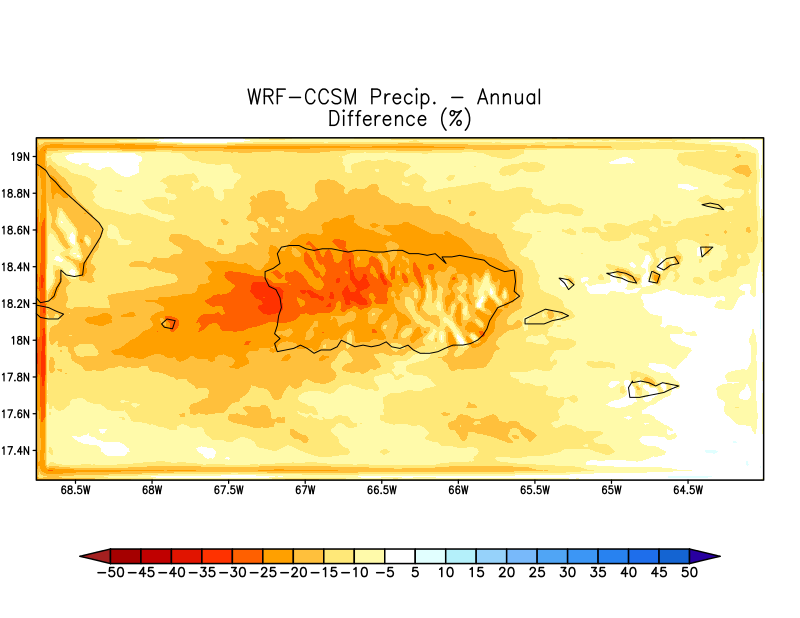 WRF-CCSM Precip. - Annual
Difference (%)
19N
18.8N
18.6N
18.4N
18.2N
18N
17.8N
17.6N
17.4N
68.5W 68W 67.5W 67W 66.5W 66W 65.5W 65W 64.5W
-50 -45 -40 -35 -30 -25 -20 -15 -10 -5 5 10 15 20 25 30 35 40 45 50